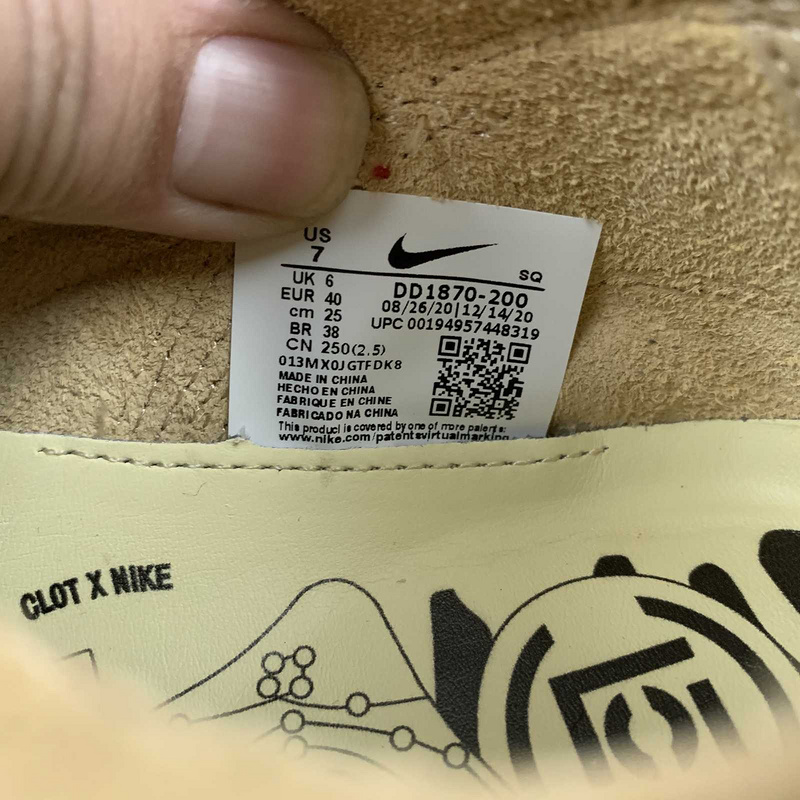 US
7
SQ
UK 6
EUR 40
cm 25
BR 38
CN 250(2.5)
DD1870-200
08/26/20|12/14/20
UPC 00194957448319
013MX0JGTFDK8
MADE IN CHINA
HECHO EN CHINA
FABRIQUE EN CHINE
FABRICADO NA CHINA
This product is covered by one of more patents:
www.nike.com/patentsvirtualmarking
CLOT X NIKE